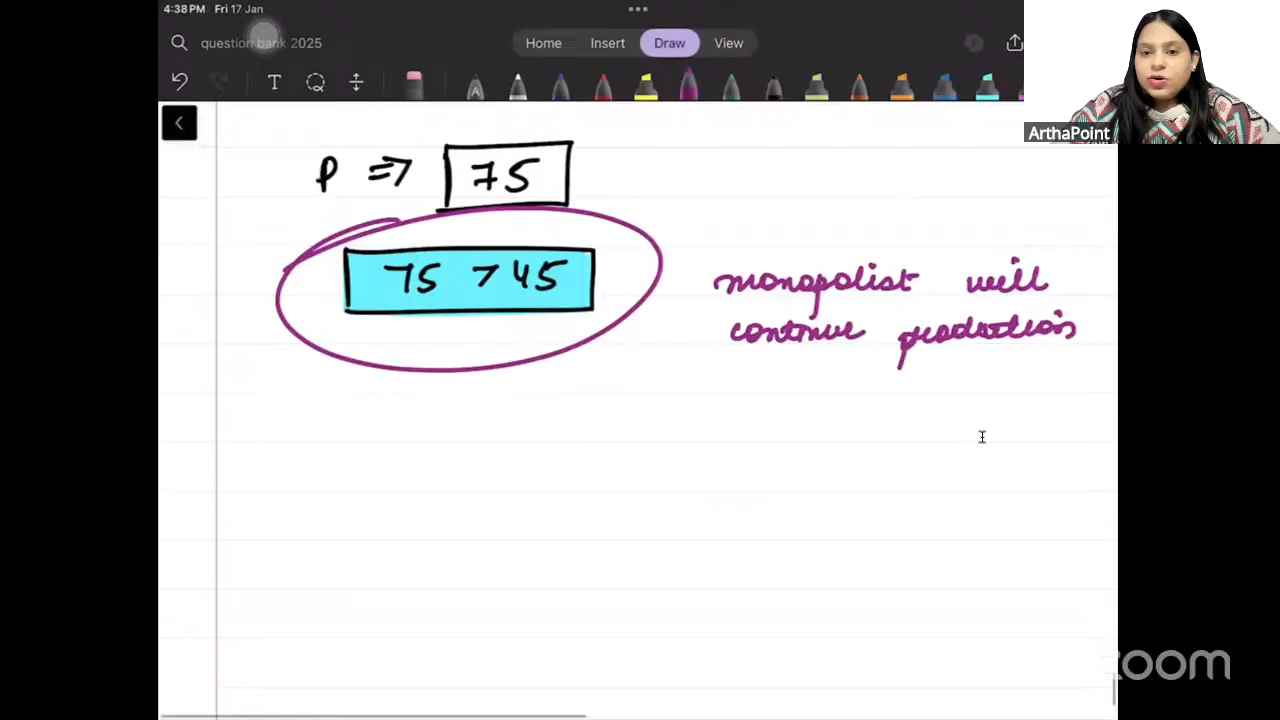 4:38 PM Fri 17 Jan
question bank 2025
Home Insert Draw View
T
A
ArthaPoint
P ⇒ 75
75 > 45
monopolist will
continue production
zoom